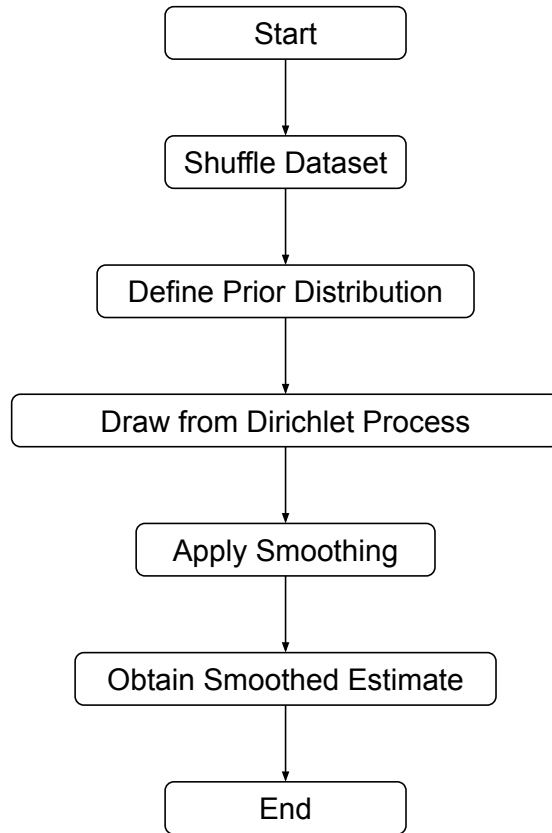 Start
Shuffle Dataset
Define Prior Distribution
Draw from Dirichlet Process
Apply Smoothing
Obtain Smoothed Estimate
End